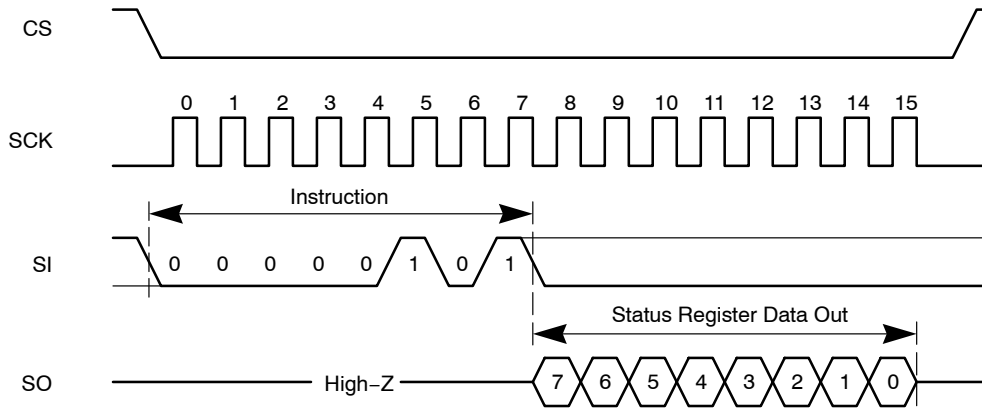 CS
0 1 2 3 4 5 6 7 8 9 10 11 12 13 14 15
SCK
Instruction
SI 0 0 0 0 0 1 0 1
Status Register Data Out
SO High–Z 7 6 5 4 3 2 1 0